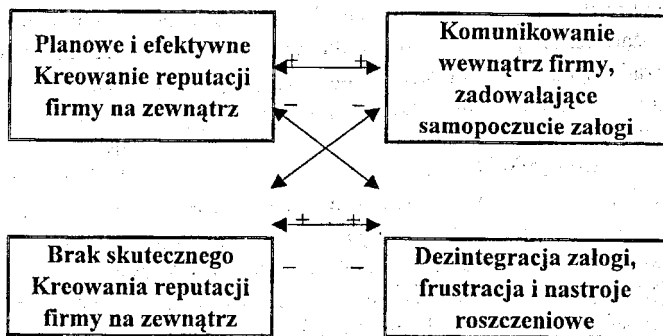 Planowe i efektywne
Kreowanie reputacji
firmy na zewnątrz
+ +
– –
Komunikowanie
wewnątrz firmy,
zadowalające
samopoczucie załogi
Brak skutecznego
Kreowania reputacji
firmy na zewnątrz
+ +
– –
Dezintegracja załogi,
frustracja i nastroje
roszczeniowe